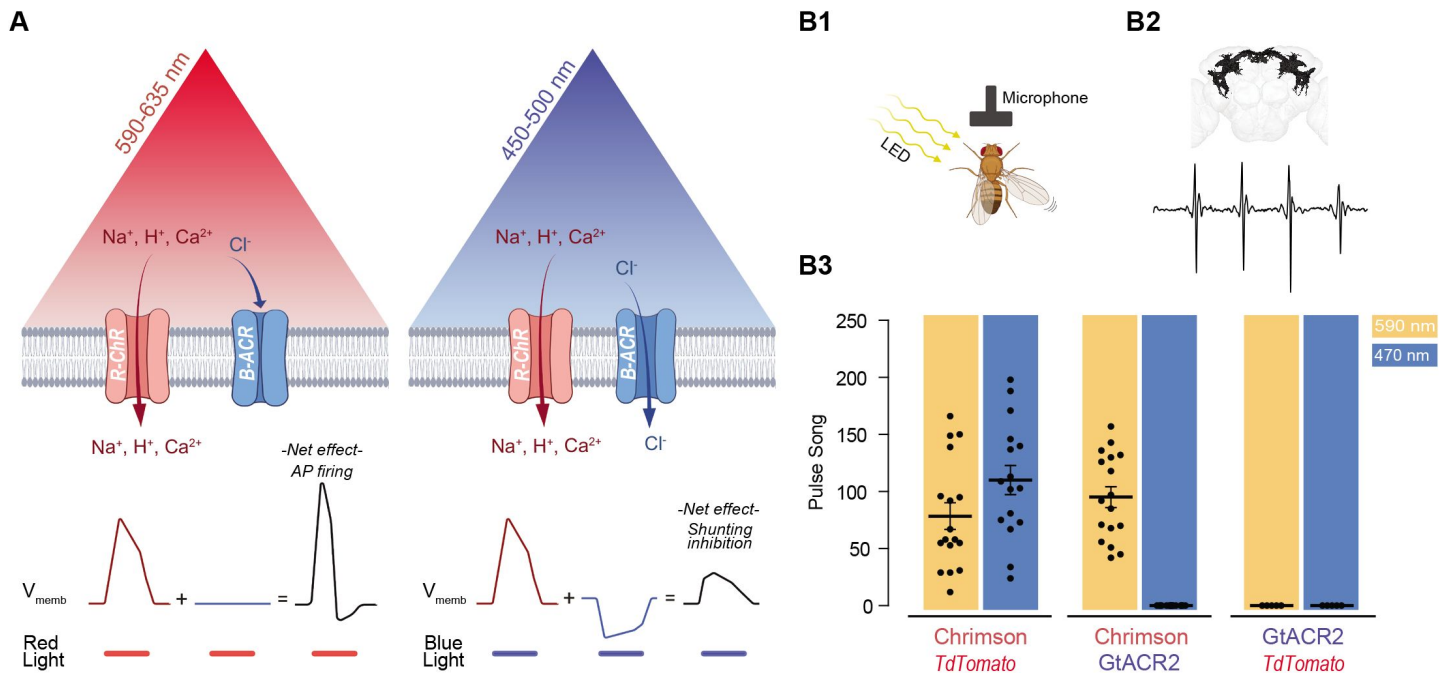 A
590-635 nm
Na⁺, H⁺, Ca²⁺
Cl⁻
R-ChR
B-ACR
Na⁺, H⁺, Ca²⁺
-Net effect-
AP firing
V_memb
+
=
Red
Light
450-500 nm
Na⁺, H⁺, Ca²⁺
Cl⁻
R-ChR
B-ACR
Na⁺, H⁺, Ca²⁺
Cl⁻
-Net effect-
Shunting
inhibition
V_memb
+
=
Blue
Light
B1
Microphone
LED
B2
B3
Pulse Song
250
200
150
100
50
0
590 nm
470 nm
Chrimson
TdTomato
Chrimson
GtACR2
GtACR2
TdTomato